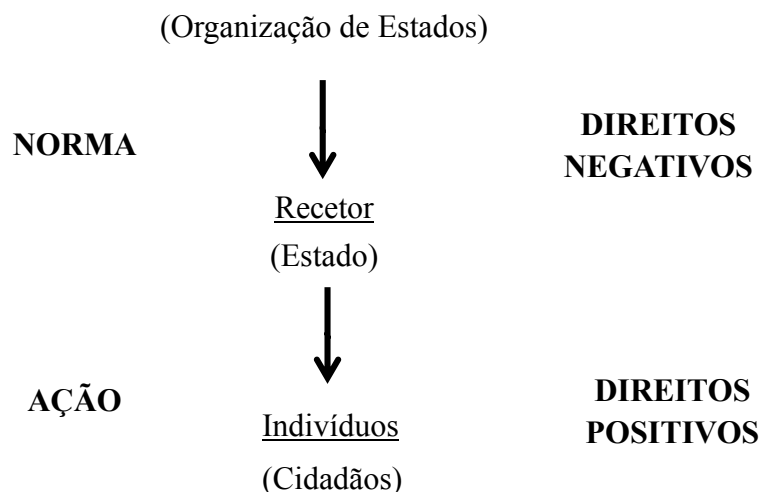 (Organização de Estados)
NORMA
DIREITOS
NEGATIVOS
Recetor
(Estado)
AÇÃO
DIREITOS
POSITIVOS
Indivíduos
(Cidadãos)